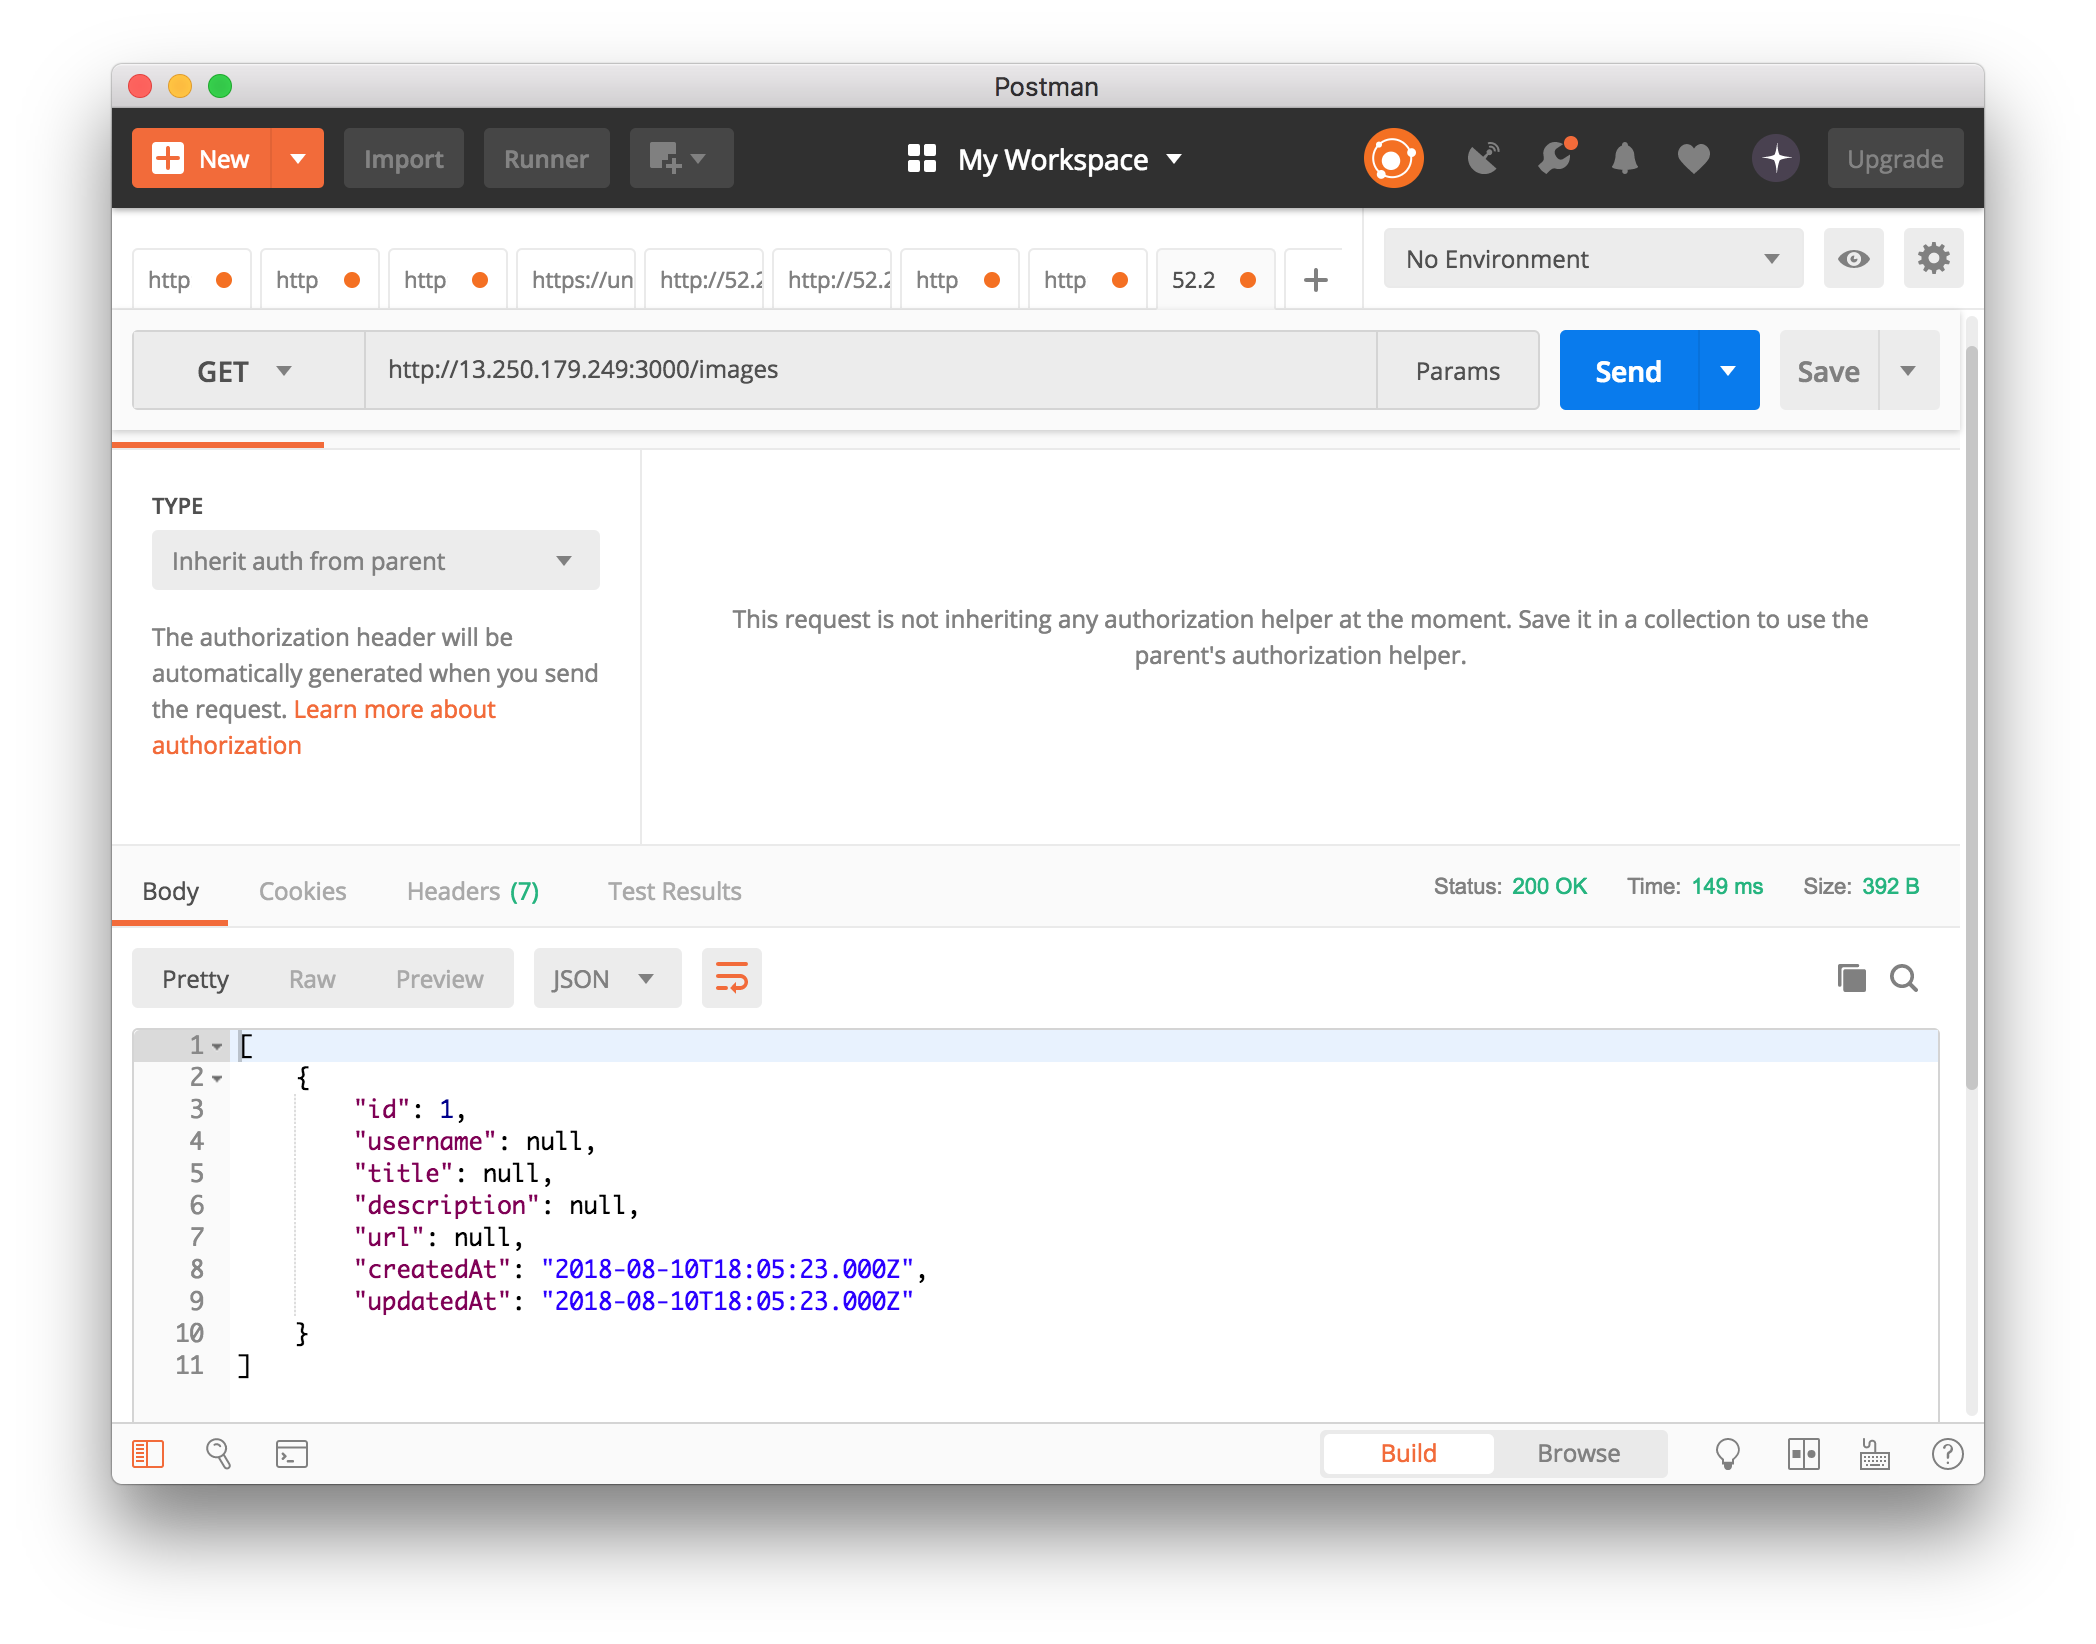 Postman
New
Import
Runner
My Workspace
Upgrade
http
http
http
https://un
http://52.2
http://52.2
http
http
52.2
No Environment
GET
http://13.250.179.249:3000/images
Params
Send
Save
TYPE
Inherit auth from parent
The authorization header will be
automatically generated when you send
the request. Learn more about
authorization
This request is not inheriting any authorization helper at the moment. Save it in a collection to use the
parent's authorization helper.
Body
Cookies
Headers (7)
Test Results
Status: 200 OK
Time: 149 ms
Size: 392 B
Pretty
Raw
Preview
JSON
1 [
2 {
3 "id": 1,
4 "username": null,
5 "title": null,
6 "description": null,
7 "url": null,
8 "createdAt": "2018-08-10T18:05:23.000Z",
9 "updatedAt": "2018-08-10T18:05:23.000Z"
10 }
11 ]
Build
Browse